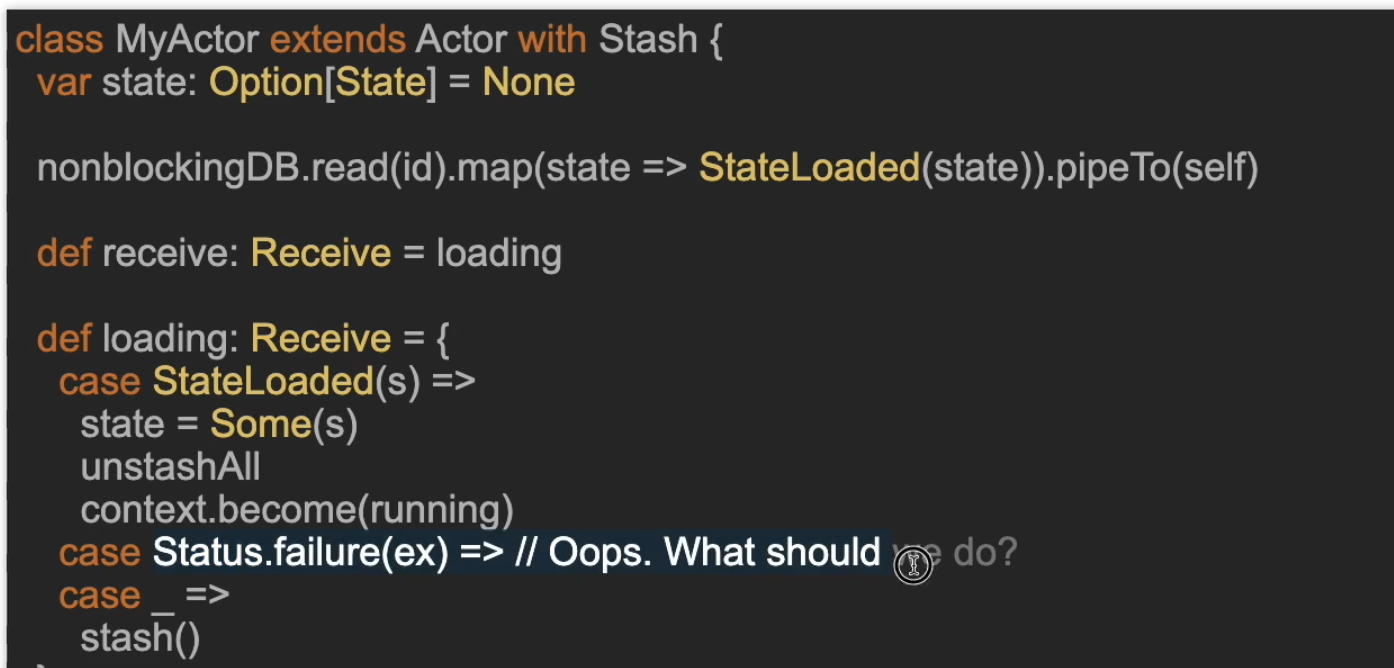 class MyActor extends Actor with Stash {
var state: Option[State] = None
nonblockingDB.read(id).map(state => StateLoaded(state)).pipeTo(self)
def receive: Receive = loading
def loading: Receive = {
case StateLoaded(s) =>
state = Some(s)
unstashAll
context.become(running)
case Status.failure(ex) => // Oops. What should we do?
case _ =>
stash()